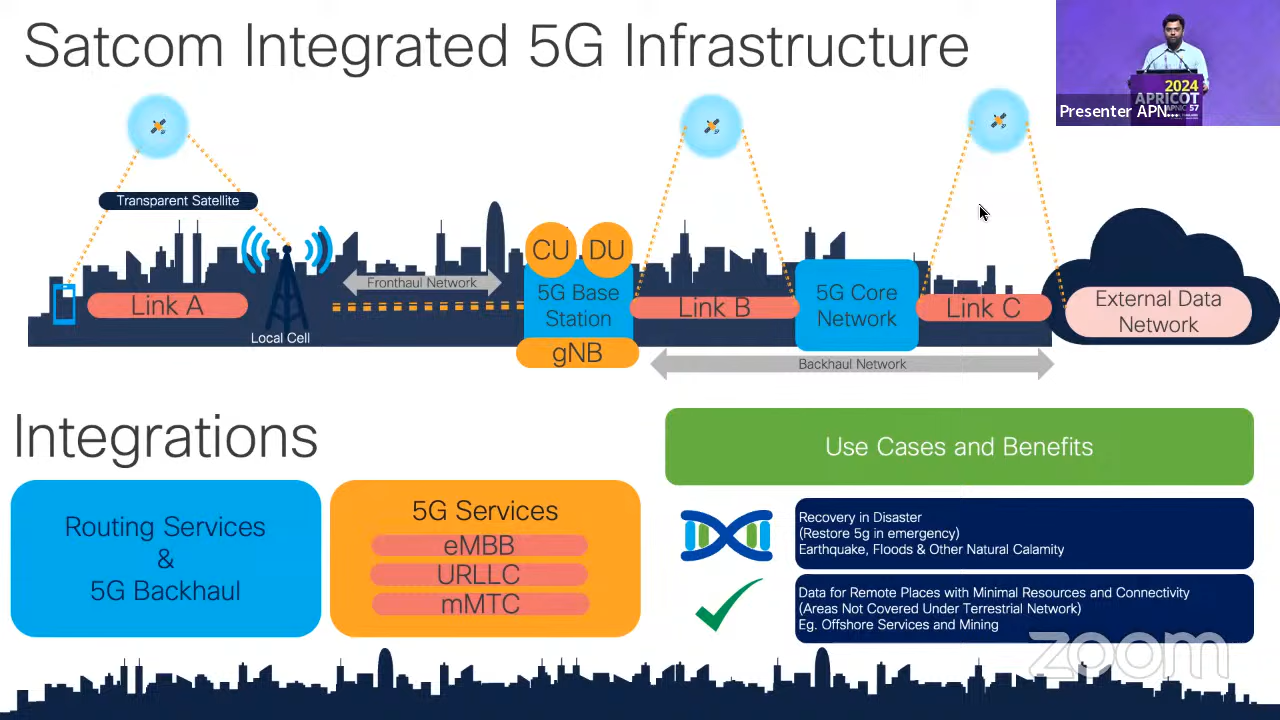 Satcom Integrated 5G Infrastructure
2024
APRICOT
APNIC 57
Presenter APN...
Transparent Satellite
CU
DU
Fronthaul Network
Link A
5G Base
Station
Link B
5G Core
Network
Link C
External Data
Network
Local Cell
gNB
Backhaul Network
Integrations
Use Cases and Benefits
Routing Services
&
5G Backhaul
5G Services
eMBB
URLLC
mMTC
Recovery in Disaster
(Restore 5g in emergency)
Earthquake, Floods & Other Natural Calamity
Data for Remote Places with Minimal Resources and Connectivity
(Areas Not Covered Under Terrestrial Network)
Eg. Offshore Services and Mining
zoom